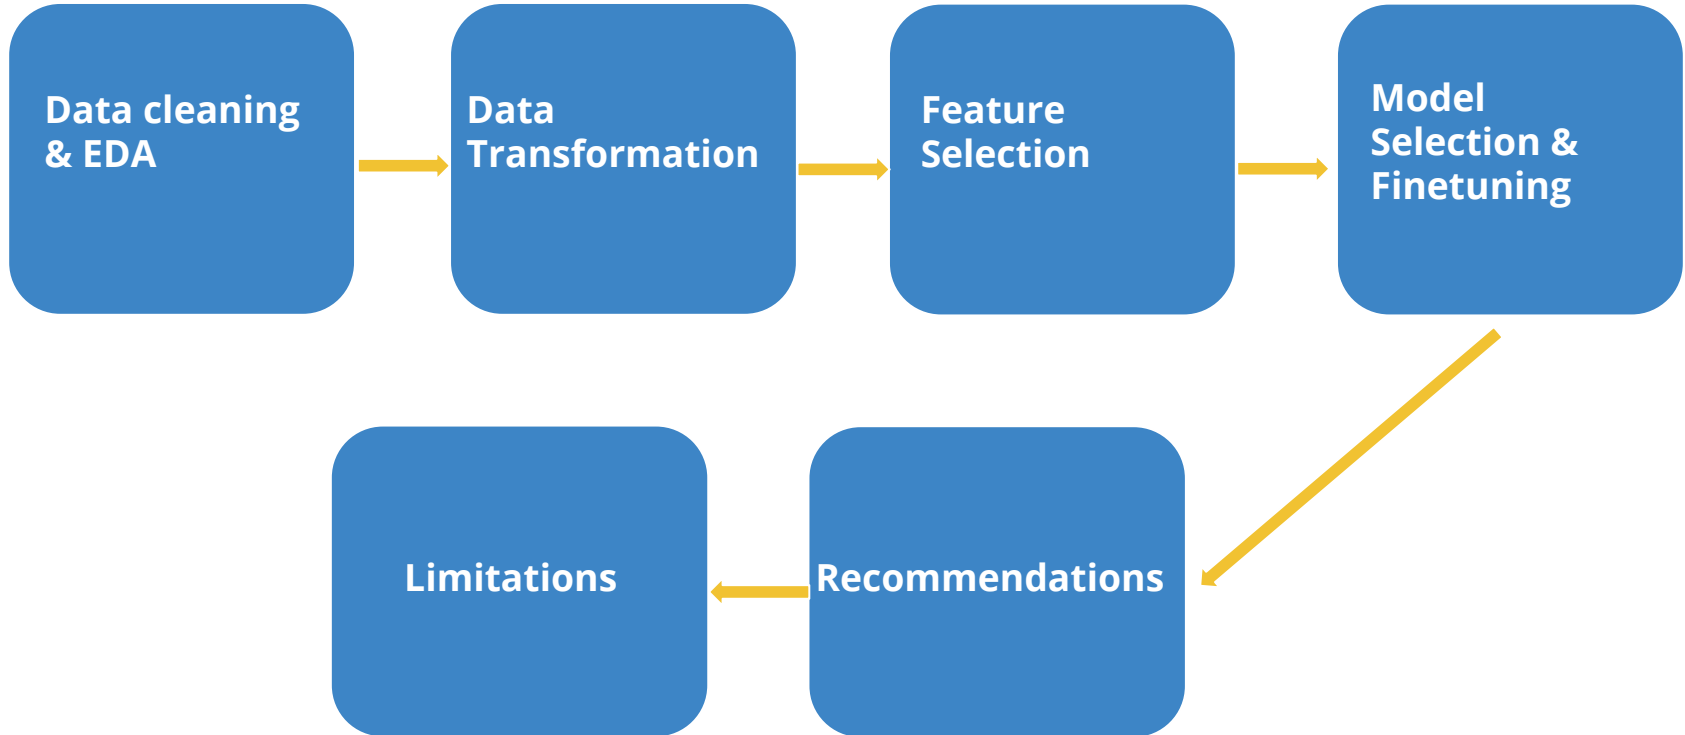 Data cleaning
& EDA
Data
Transformation
Feature
Selection
Model
Selection &
Finetuning
Recommendations
Limitations